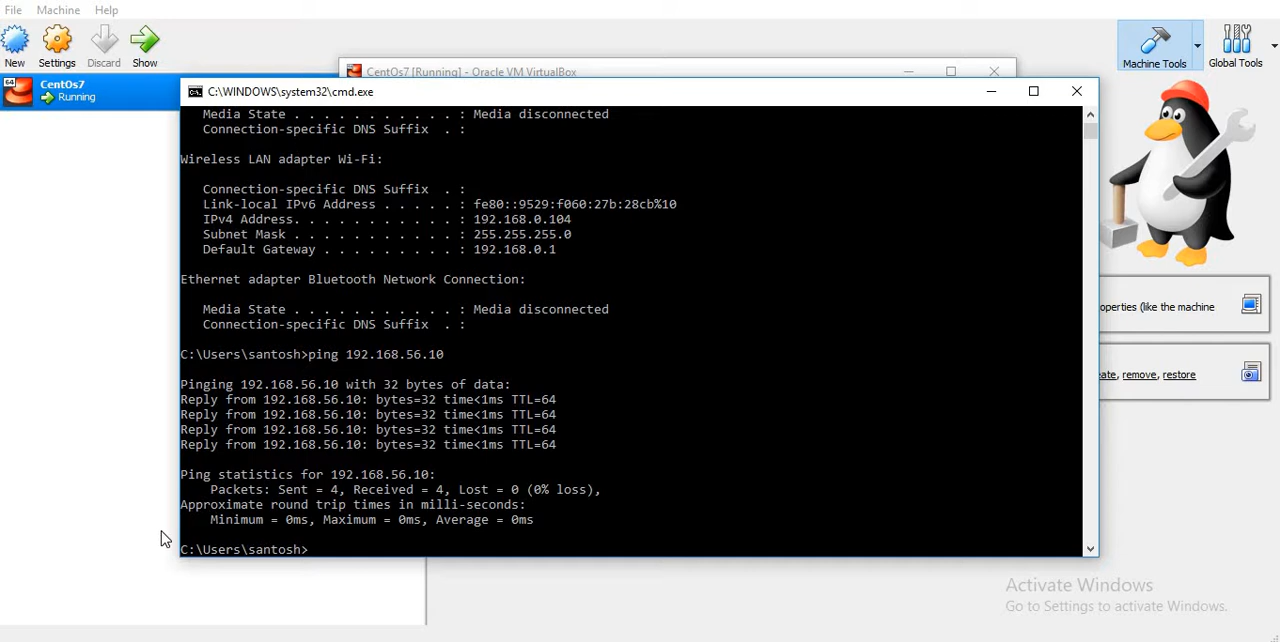 File Machine Help
New Settings Discard Show
Machine Tools Global Tools
64 CentOs7
Running
CentOs7 [Running] - Oracle VM VirtualBox
C:\WINDOWS\system32\cmd.exe
Media State . . . . . . . . . . . : Media disconnected
Connection-specific DNS Suffix  . :
Wireless LAN adapter Wi-Fi:
Connection-specific DNS Suffix  . :
Link-local IPv6 Address . . . . . : fe80::9529:f060:27b:28cb%10
IPv4 Address. . . . . . . . . . . : 192.168.0.104
Subnet Mask . . . . . . . . . . . : 255.255.255.0
Default Gateway . . . . . . . . . : 192.168.0.1
Ethernet adapter Bluetooth Network Connection:
Media State . . . . . . . . . . . : Media disconnected
Connection-specific DNS Suffix  . :
C:\Users\santosh>ping 192.168.56.10
Pinging 192.168.56.10 with 32 bytes of data:
Reply from 192.168.56.10: bytes=32 time<1ms TTL=64
Reply from 192.168.56.10: bytes=32 time<1ms TTL=64
Reply from 192.168.56.10: bytes=32 time<1ms TTL=64
Reply from 192.168.56.10: bytes=32 time<1ms TTL=64
Ping statistics for 192.168.56.10:
Packets: Sent = 4, Received = 4, Lost = 0 (0% loss),
Approximate round trip times in milli-seconds:
Minimum = 0ms, Maximum = 0ms, Average = 0ms
C:\Users\santosh>
operties (like the machine
eate, remove, restore
Activate Windows
Go to Settings to activate Windows.